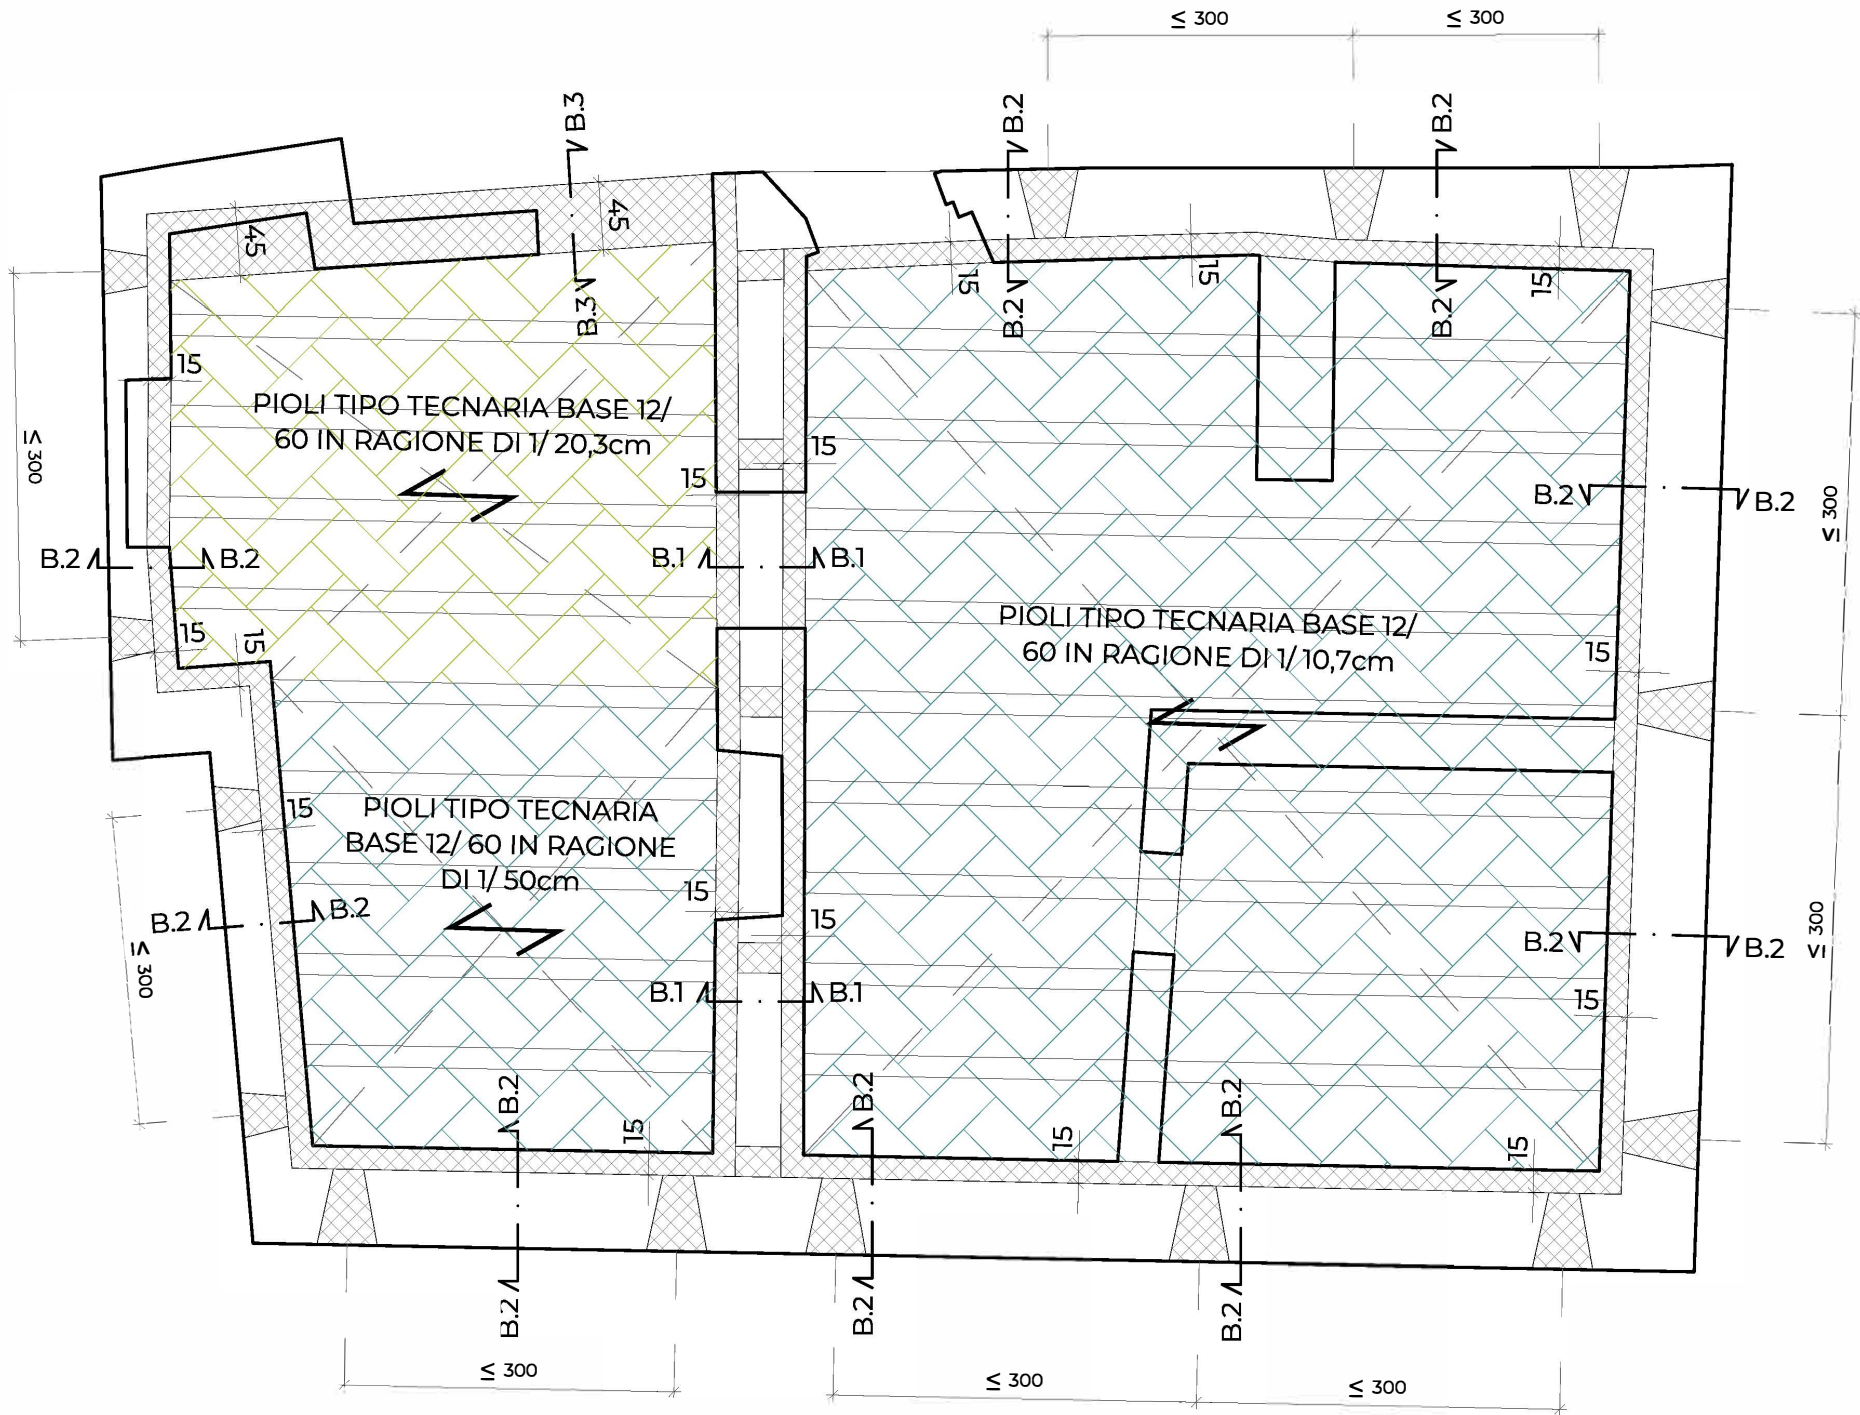 ≤ 300
≤ 300
B.3
B.2
B.2
45
45
15
15
15
B.3
B.2
B.2
≤ 300
15
PIOLI TIPO TECNARIA BASE 12/
60 IN RAGIONE DI 1/ 20,3cm
15
15
B.2
B.2
≤ 300
B.2
B.2
B.1
B.1
15
15
PIOLI TIPO TECNARIA BASE 12/
60 IN RAGIONE DI 1/ 10,7cm
15
15
PIOLI TIPO TECNARIA
BASE 12/ 60 IN RAGIONE
DI 1/ 50cm
15
15
B.2
B.2
B.2
B.2
≤ 300
≤ 300
B.1
B.1
15
B.2
B.2
B.2
15
15
15
B.2
B.2
B.2
≤ 300
≤ 300
≤ 300